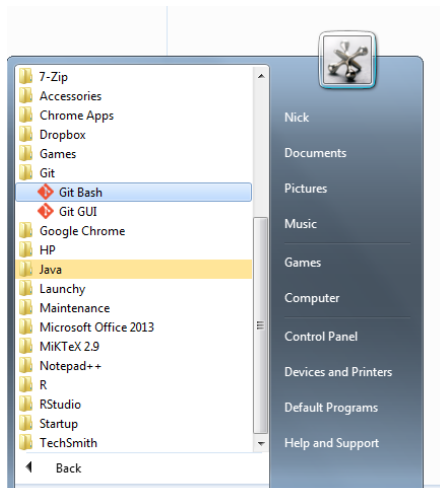 7-Zip
Accessories
Chrome Apps
Dropbox
Games
Git
Git Bash
Git GUI
Google Chrome
HP
Java
Launchy
Maintenance
Microsoft Office 2013
MiKTeX 2.9
Notepad++
R
RStudio
Startup
TechSmith
Back
Nick
Documents
Pictures
Music
Games
Computer
Control Panel
Devices and Printers
Default Programs
Help and Support